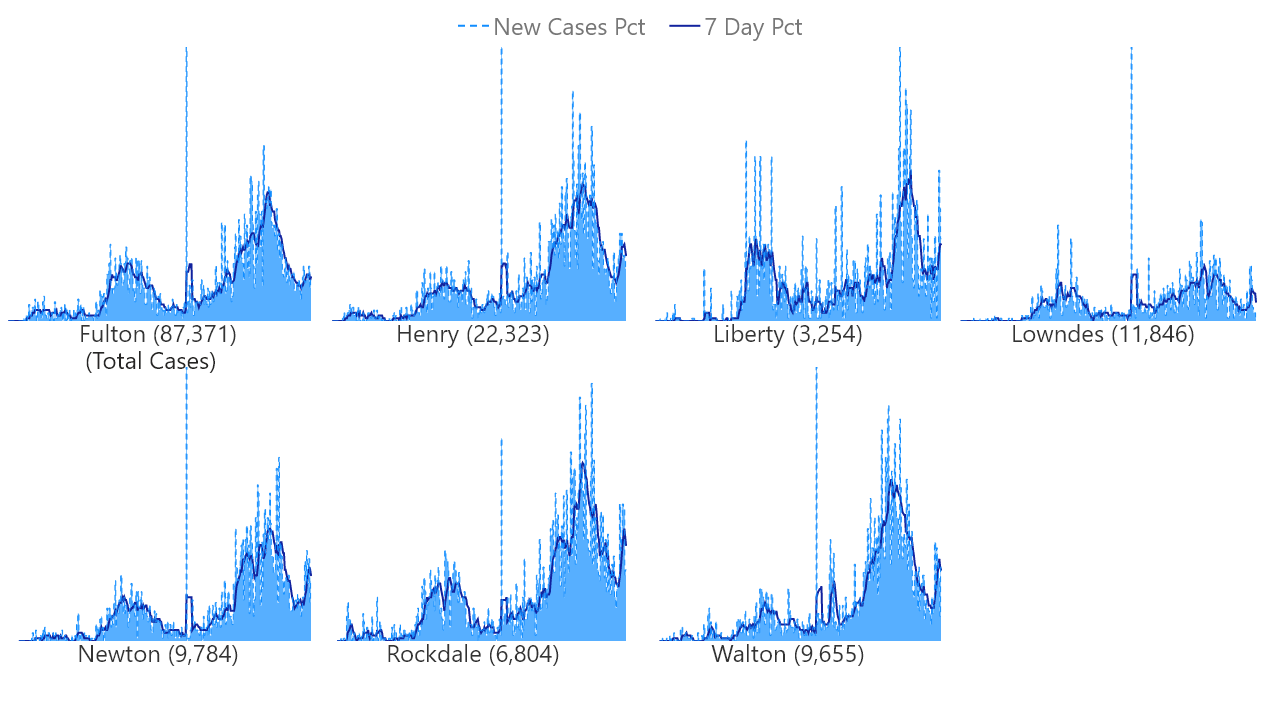 New Cases Pct 7 Day Pct
Fulton (87,371)
(Total Cases)
Henry (22,323)
Liberty (3,254)
Lowndes (11,846)
Newton (9,784)
Rockdale (6,804)
Walton (9,655)